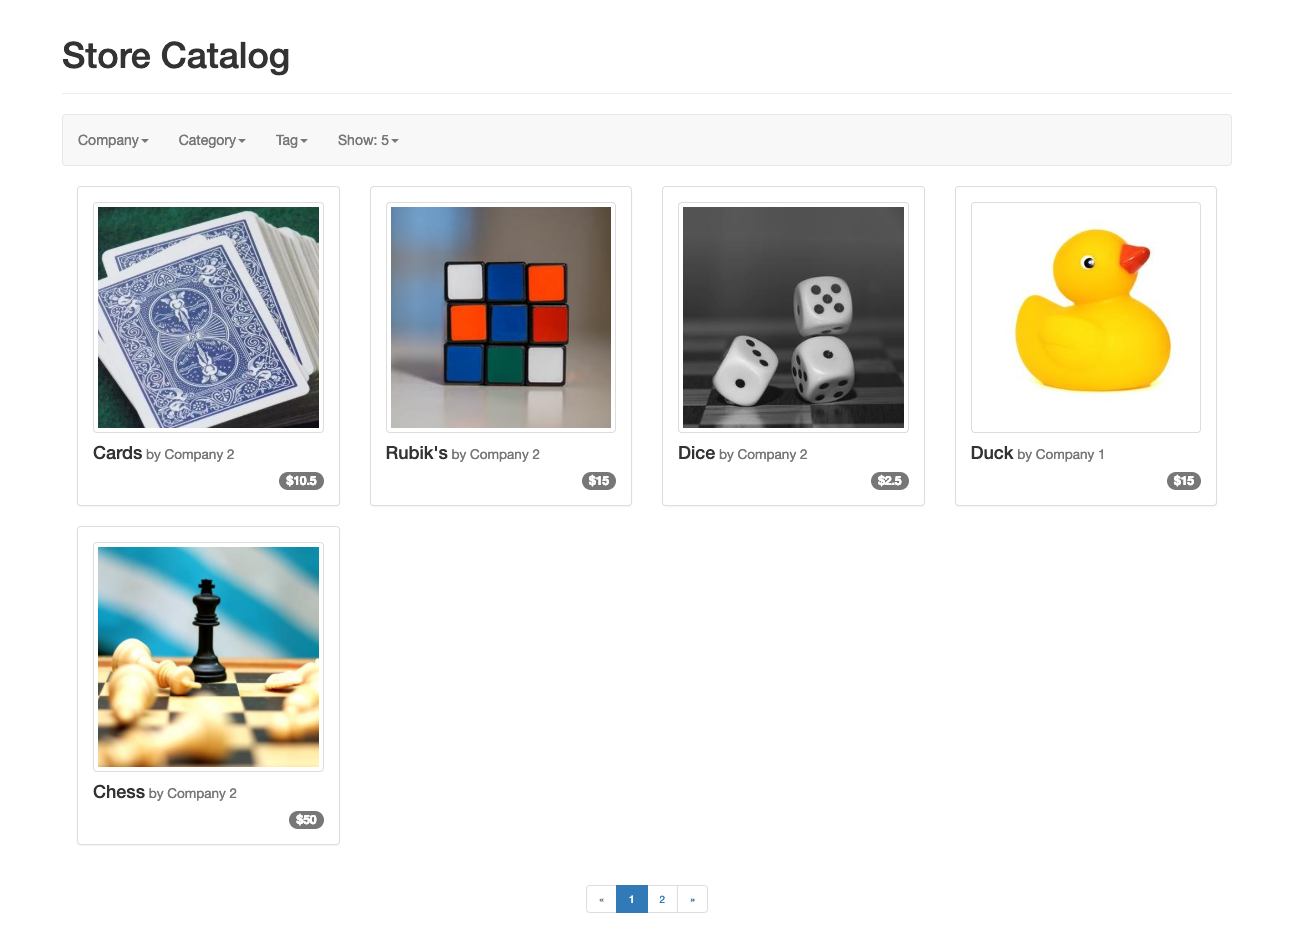 Store Catalog
Company Category Tag Show: 5
Cards by Company 2
$10.5
Rubik's by Company 2
$15
Dice by Company 2
$2.5
Duck by Company 1
$15
Chess by Company 2
$50
« 1 2 »